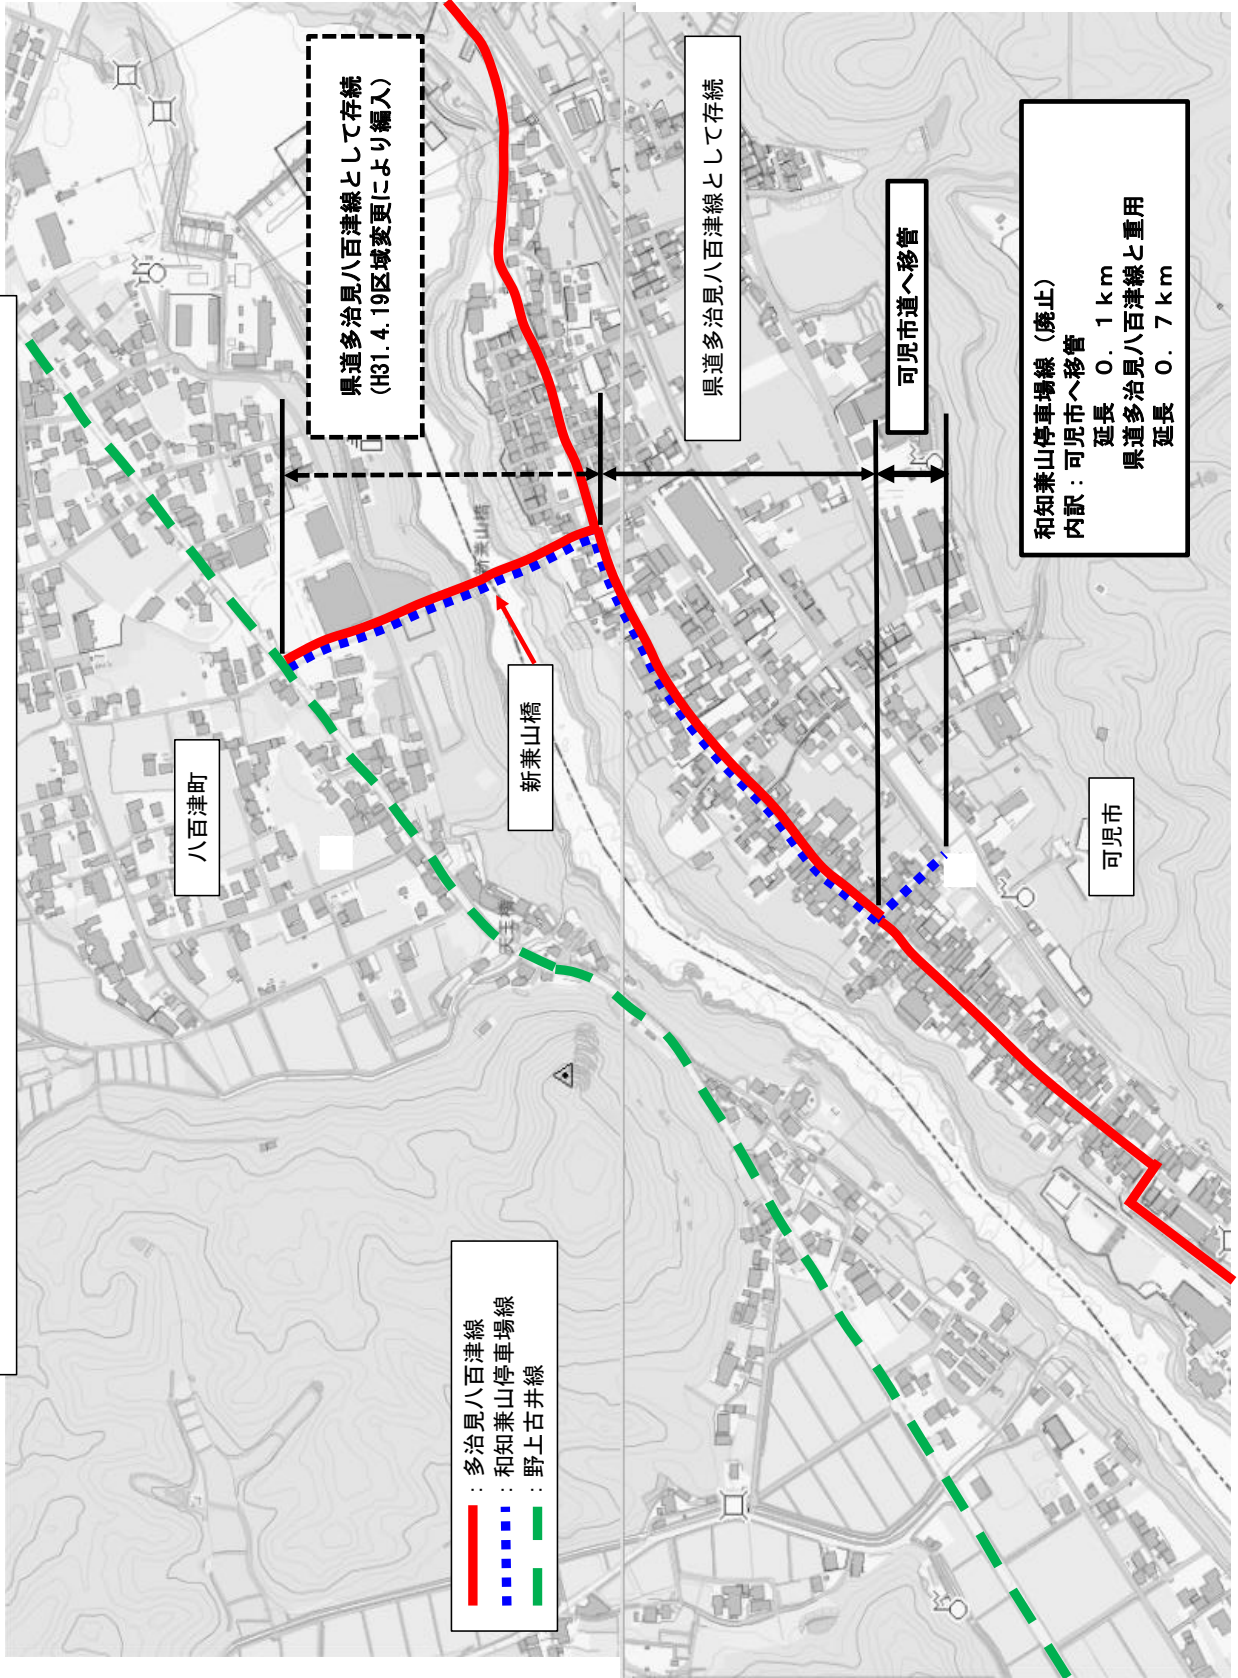 県道多治見八百津線として存続
(H31.4.19区域変更により編入)
県道多治見八百津線として存続
可児市道へ移管
和知兼山停車場線（廃止）
内訳：可児市へ移管
延長　０．１ｋｍ
県道多治見八百津線と重用
延長　０．７ｋｍ
八百津町
新兼山橋
新兼山橋
可児市
天王橋
：多治見八百津線
：和知兼山停車場線
：野上古井線